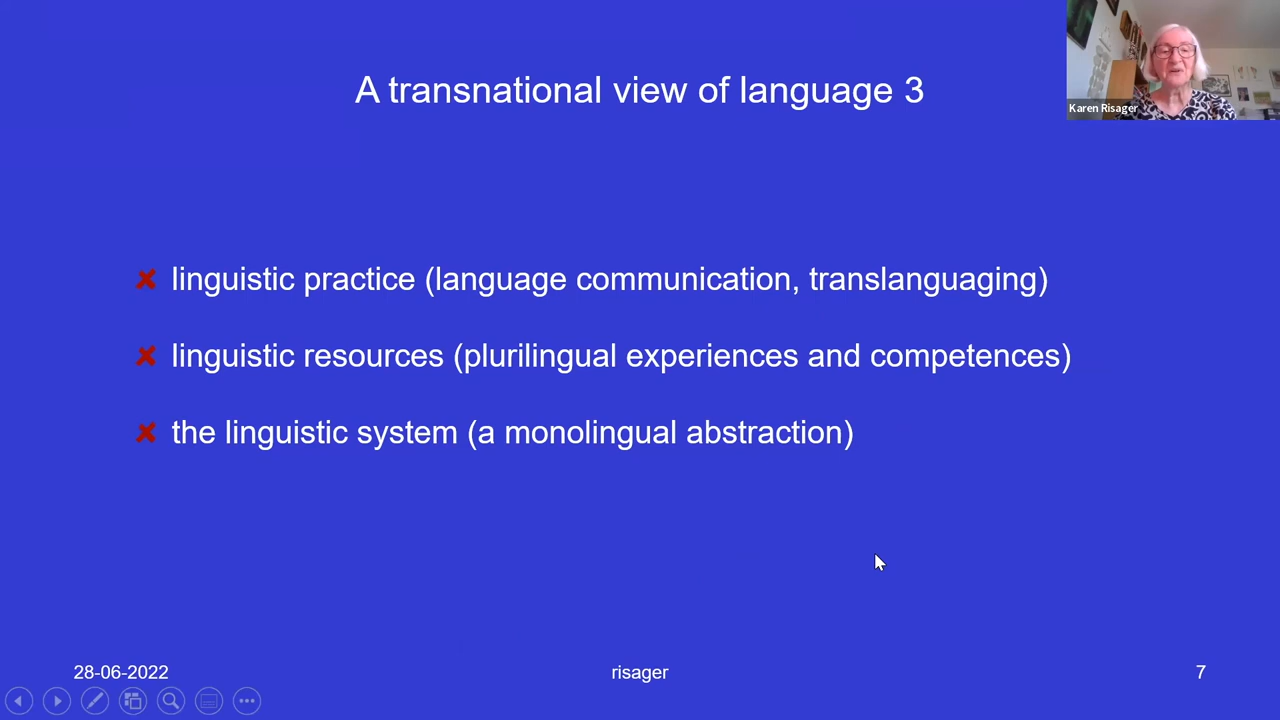 A transnational view of language 3
Karen Risager
linguistic practice (language communication, translanguaging)
linguistic resources (plurilingual experiences and competences)
the linguistic system (a monolingual abstraction)
28-06-2022
risager
7